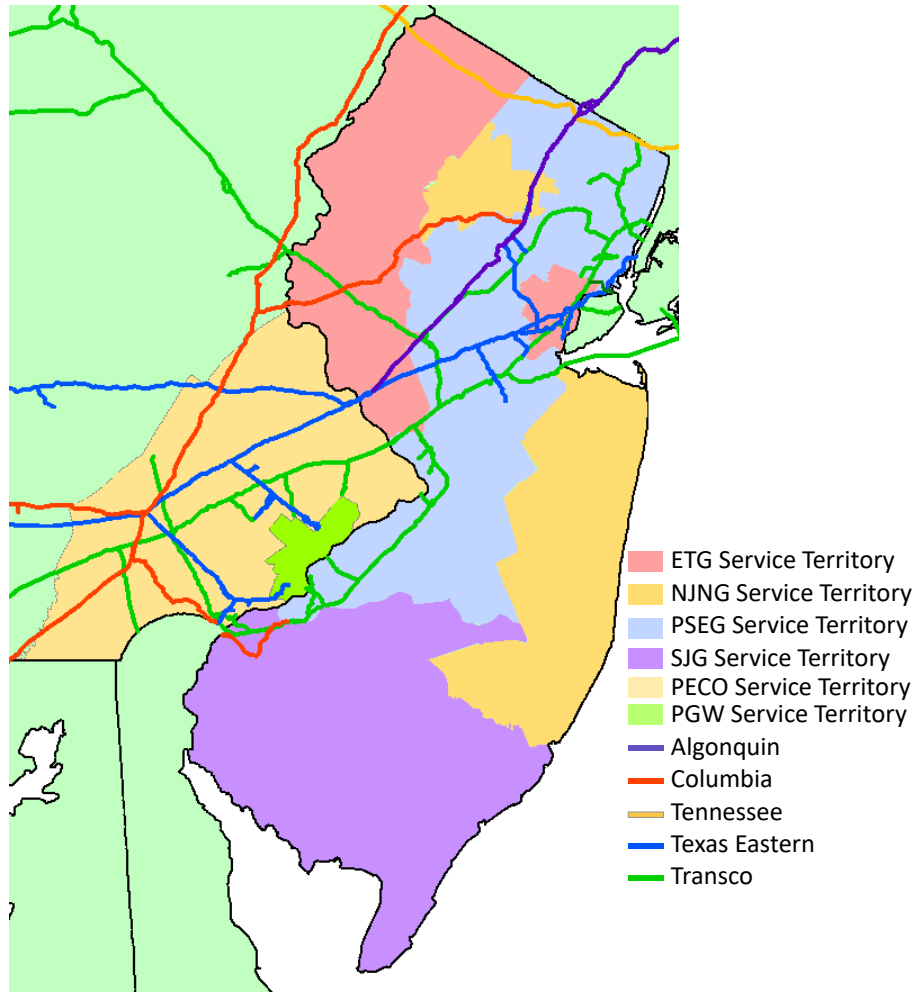 ETG Service Territory
NJNG Service Territory
PSEG Service Territory
SJG Service Territory
PECO Service Territory
PGW Service Territory
Algonquin
Columbia
Tennessee
Texas Eastern
Transco